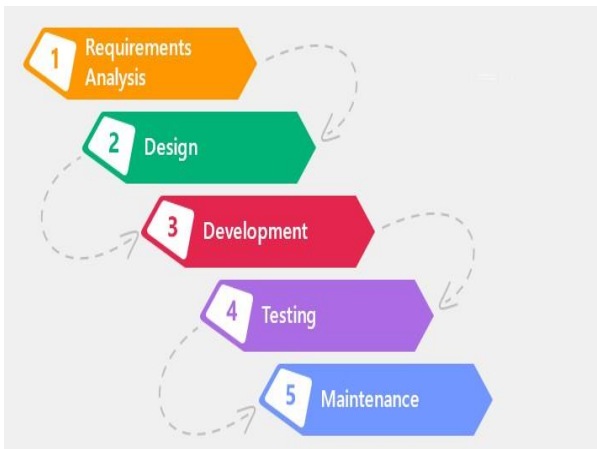 1 Requirements
Analysis
2 Design
3 Development
4 Testing
5 Maintenance